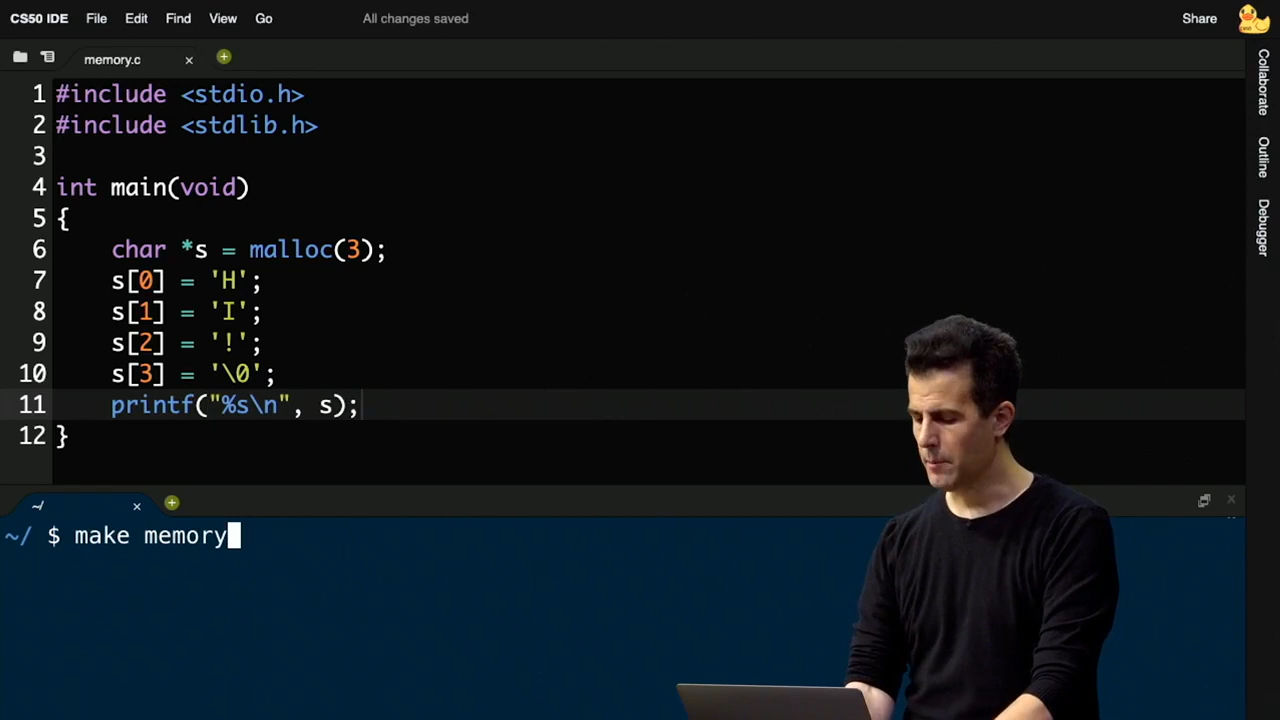 CS50 IDE File Edit Find View Go All changes saved Share
memory.c
1 #include <stdio.h>
2 #include <stdlib.h>
3
4 int main(void)
5 {
6     char *s = malloc(3);
7     s[0] = 'H';
8     s[1] = 'I';
9     s[2] = '!';
10     s[3] = '\0';
11     printf("%s\n", s);
12 }
~/ $ make memory
Collaborate
Outline
Debugger